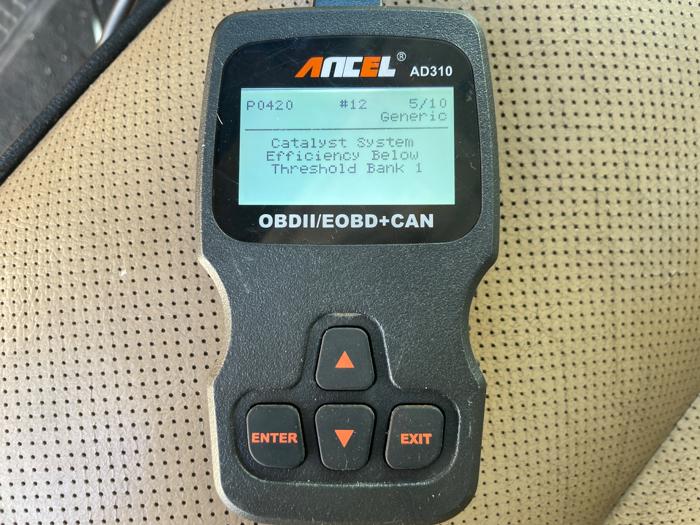 ANCEL® AD310
P0420 #12 5/10
Generic
Catalyst System
Efficiency Below
Threshold Bank 1
OBDII/EOBD+CAN
▲
ENTER ▼ EXIT